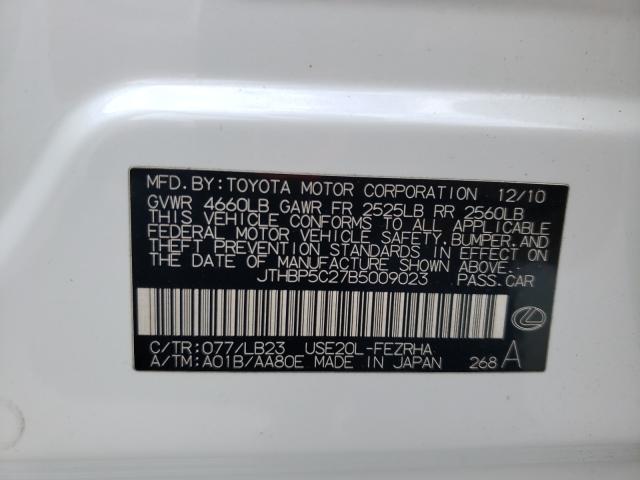 MFD. BY: TOYOTA MOTOR CORPORATION 12/10
GVWR 4660LB GAWR FR 2525LB RR 2560LB
THIS VEHICLE CONFORMS TO ALL APPLICABLE
FEDERAL MOTOR VEHICLE SAFETY, BUMPER, AND
THEFT PREVENTION STANDARDS IN EFFECT ON
THE DATE OF MANUFACTURE SHOWN ABOVE.
JTHBP5C27B5009023 PASS.CAR
C/TR: 077/LB23 USE20L-FEZRHA
A/TM: A01B/AA80E MADE IN JAPAN 268 A